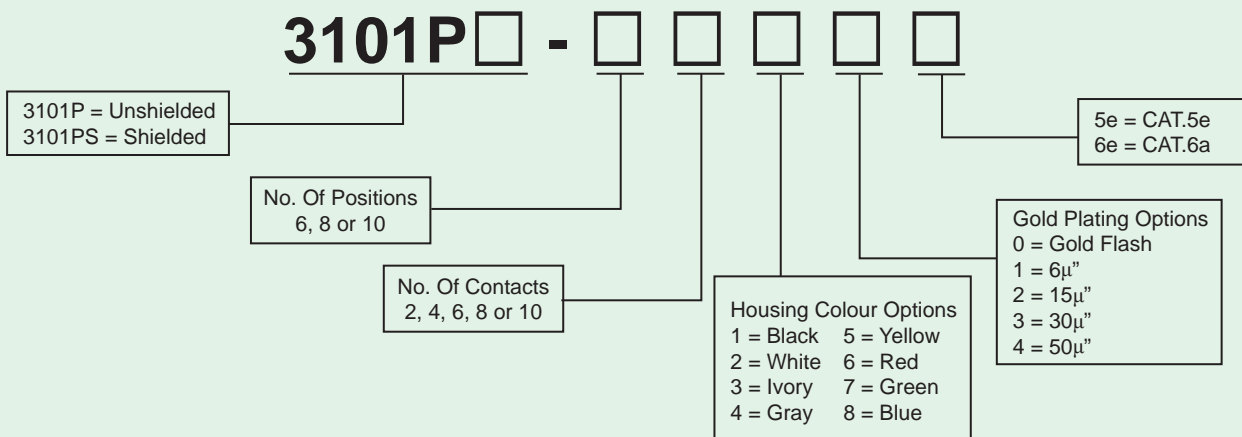 3101P□ - □ □ □ □ □
3101P = Unshielded
3101PS = Shielded
No. Of Positions
6, 8 or 10
No. Of Contacts
2, 4, 6, 8 or 10
Housing Colour Options
1 = Black 5 = Yellow
2 = White 6 = Red
3 = Ivory 7 = Green
4 = Gray 8 = Blue
Gold Plating Options
0 = Gold Flash
1 = 6µ”
2 = 15µ”
3 = 30µ”
4 = 50µ”
5e = CAT.5e
6e = CAT.6a